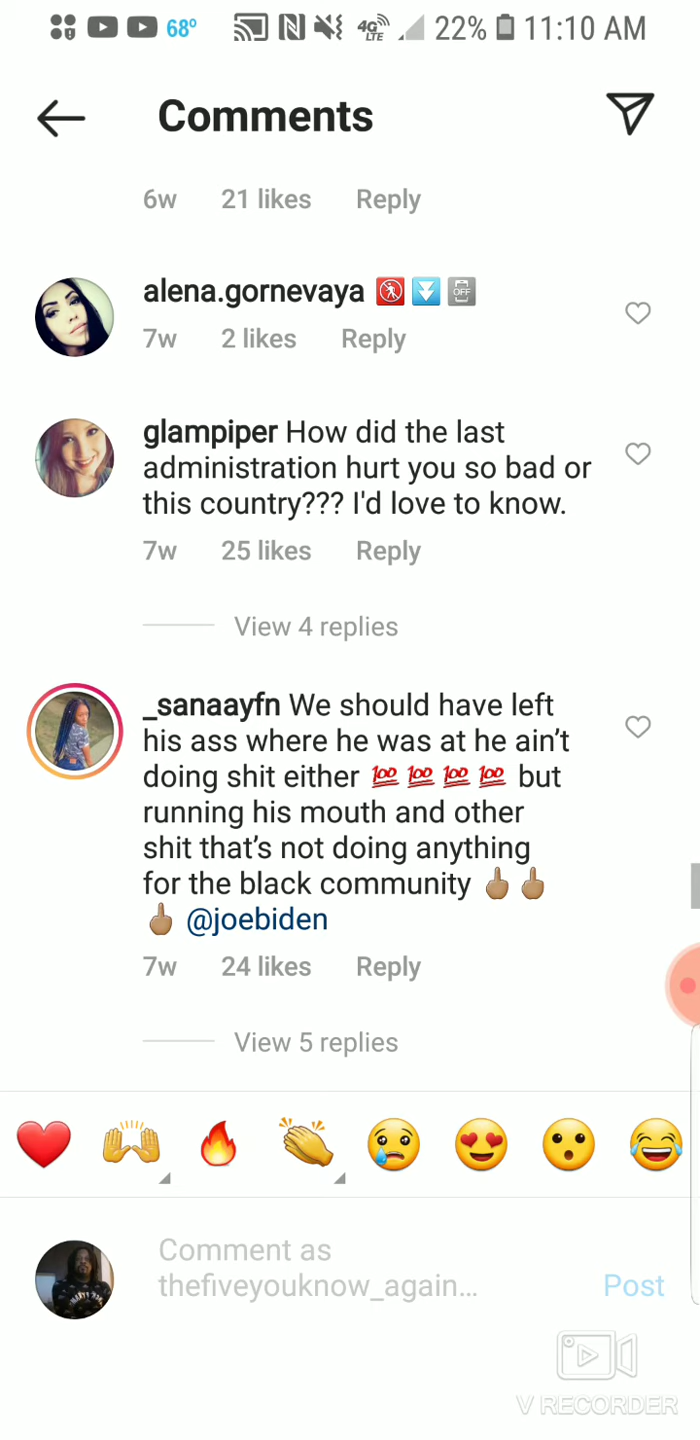 68° 4G LTE 22% 11:10 AM
Comments
6w 21 likes Reply
alena.gornevaya 🚷⏬📴
OFF
7w 2 likes Reply
glampiper How did the last
administration hurt you so bad or
this country??? I'd love to know.
7w 25 likes Reply
View 4 replies
_sanaayfn We should have left
his ass where he was at he ain’t
doing shit either 💯 💯 💯 💯 but
running his mouth and other
shit that’s not doing anything
for the black community 🖕🏽🖕🏽
🖕🏽 @joebiden
7w 24 likes Reply
View 5 replies
Comment as
thefiveyouknow_again...
Post
V RECORDER